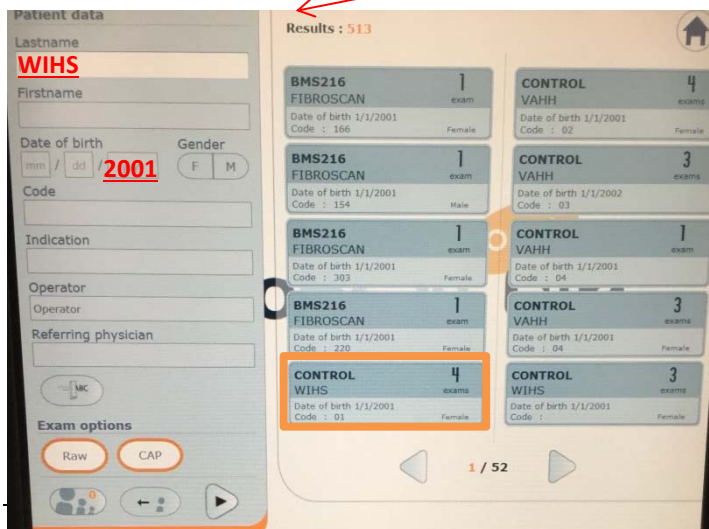 Patient data
Lastname
WIHS
Firstname
Date of birth
Gender
mm / dd / 2001
F M
Code
Indication
Operator
Operator
Referring physician
ABC
Exam options
Raw CAP
0
Results : 513
BMS216 1
FIBROSCAN exam
Date of birth 1/1/2001
Code : 166 Female
BMS216 1
FIBROSCAN exam
Date of birth 1/1/2001
Code : 154 Male
BMS216 1
FIBROSCAN exam
Date of birth 1/1/2001
Code : 303 Female
BMS216 1
FIBROSCAN exam
Date of birth 1/1/2001
Code : 220 Female
CONTROL 4
WIHS exams
Date of birth 1/1/2001
Code : 01 Female
CONTROL 4
VAHH exams
Date of birth 1/1/2001
Code : 02 Female
CONTROL 3
VAHH exams
Date of birth 1/1/2002
Code : 03
CONTROL 1
VAHH exam
Date of birth 1/1/2001
Code : 04
CONTROL 3
VAHH exams
Date of birth 1/1/2001
Code : 04 Female
CONTROL 3
WIHS exams
Date of birth 1/1/2001
Code : Female
1 / 52